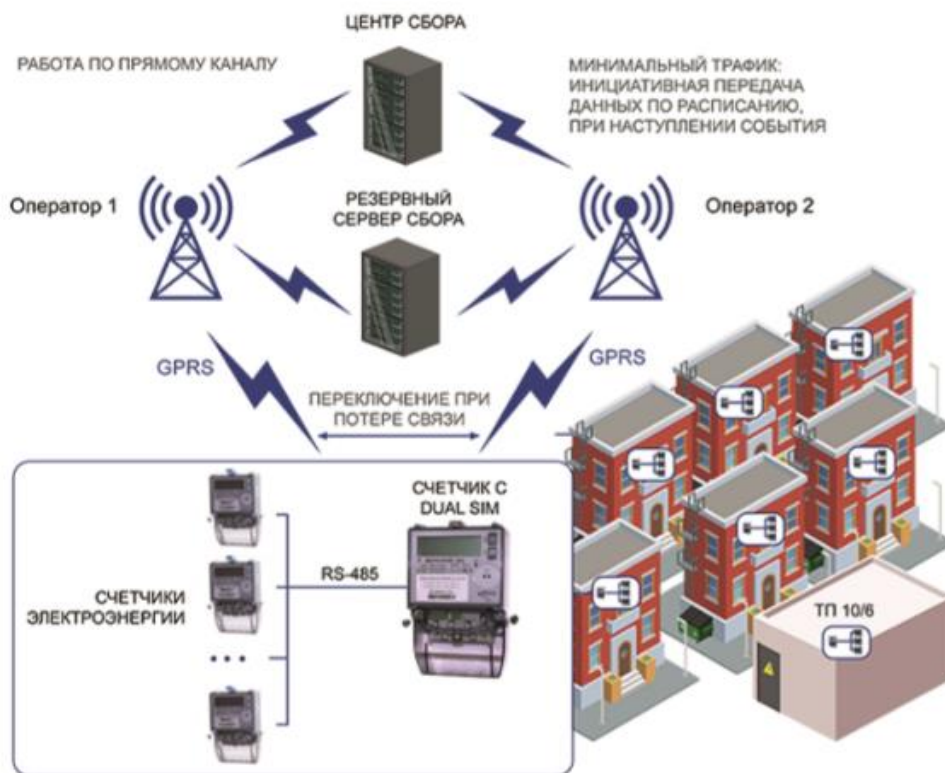 ЦЕНТР СБОРА
РАБОТА ПО ПРЯМОМУ КАНАЛУ
МИНИМАЛЬНЫЙ ТРАФИК:
ИНИЦИАТИВНАЯ ПЕРЕДАЧА
ДАННЫХ ПО РАСПИСАНИЮ,
ПРИ НАСТУПЛЕНИИ СОБЫТИЯ
Оператор 1
РЕЗЕРВНЫЙ
СЕРВЕР СБОРА
Оператор 2
GPRS
GPRS
ПЕРЕКЛЮЧЕНИЕ ПРИ
ПОТЕРЕ СВЯЗИ
СЧЕТЧИК С
DUAL SIM
RS-485
СЧЕТЧИКИ
ЭЛЕКТРОЭНЕРГИИ
ТП 10/6